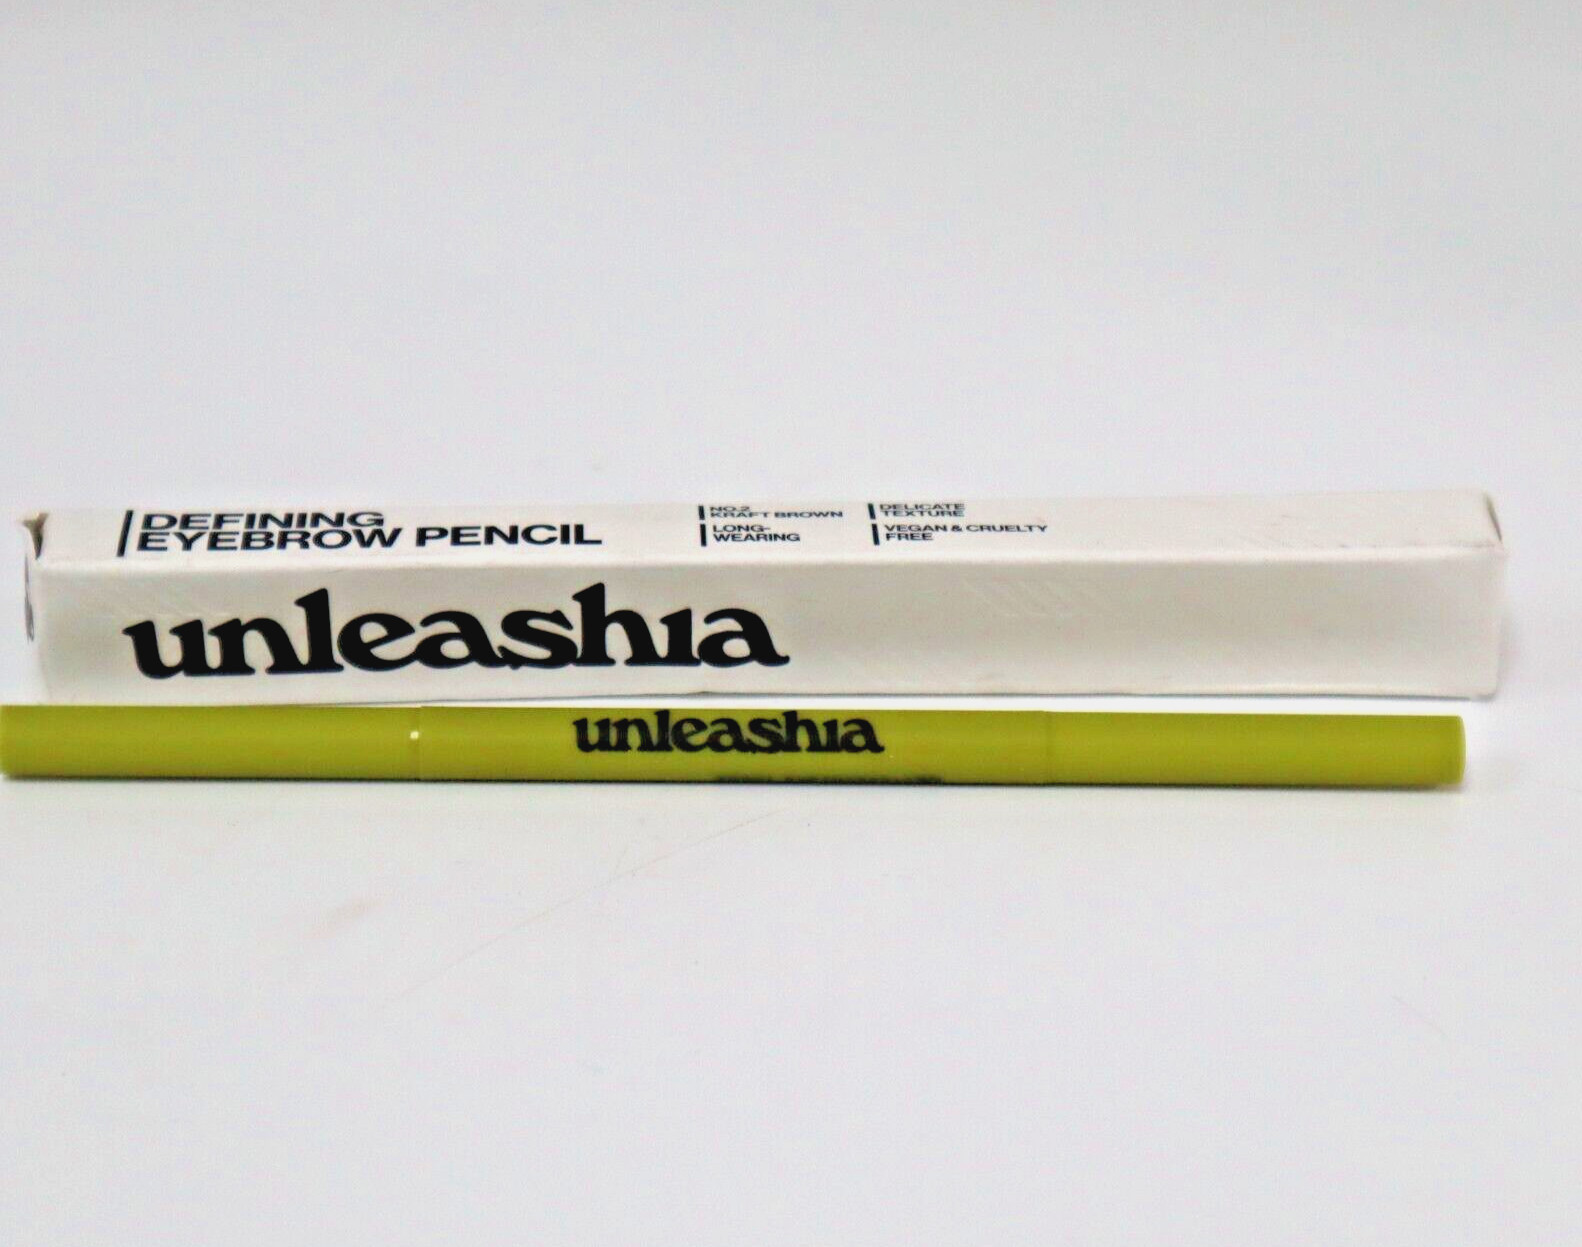 DEFINING
EYEBROW PENCIL
NO.2
KRAFT BROWN
LONG-
WEARING
DELICATE
TEXTURE
VEGAN & CRUELTY
FREE
unleashia
unleashia